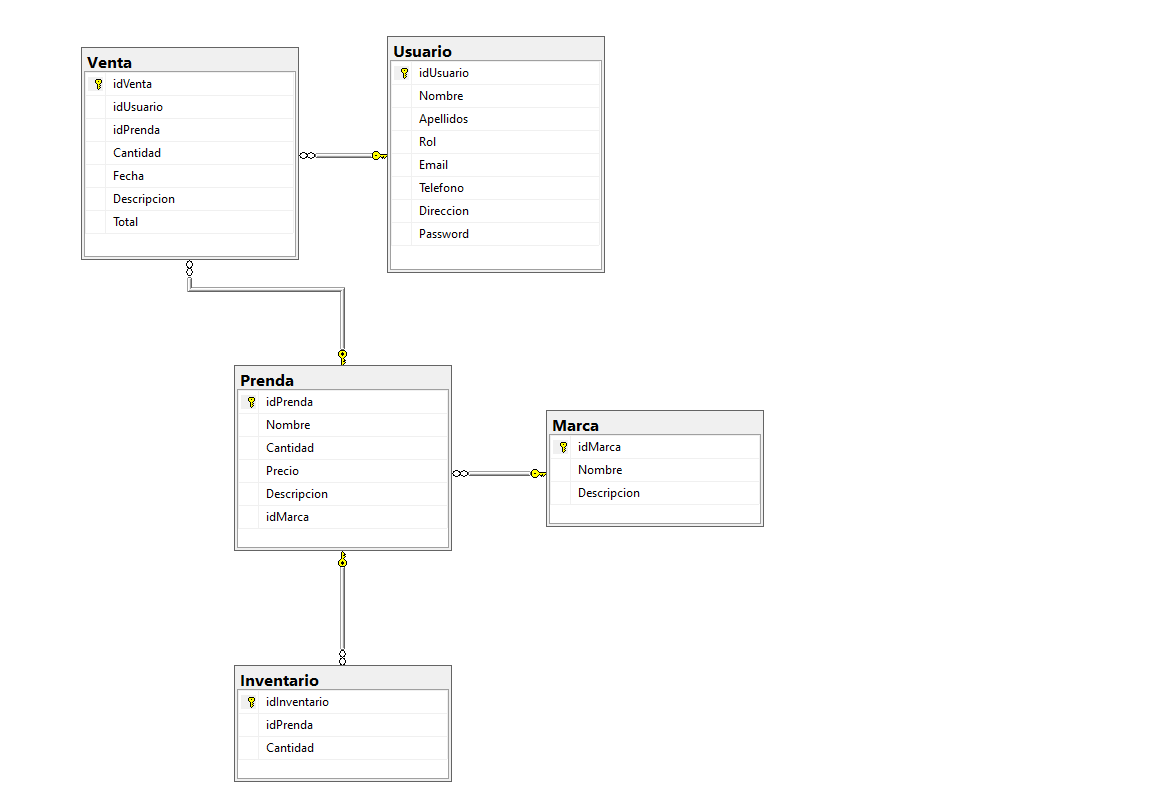 Venta
idVenta
idUsuario
idPrenda
Cantidad
Fecha
Descripcion
Total
Usuario
idUsuario
Nombre
Apellidos
Rol
Email
Telefono
Direccion
Password
Prenda
idPrenda
Nombre
Cantidad
Precio
Descripcion
idMarca
Marca
idMarca
Nombre
Descripcion
Inventario
idInventario
idPrenda
Cantidad